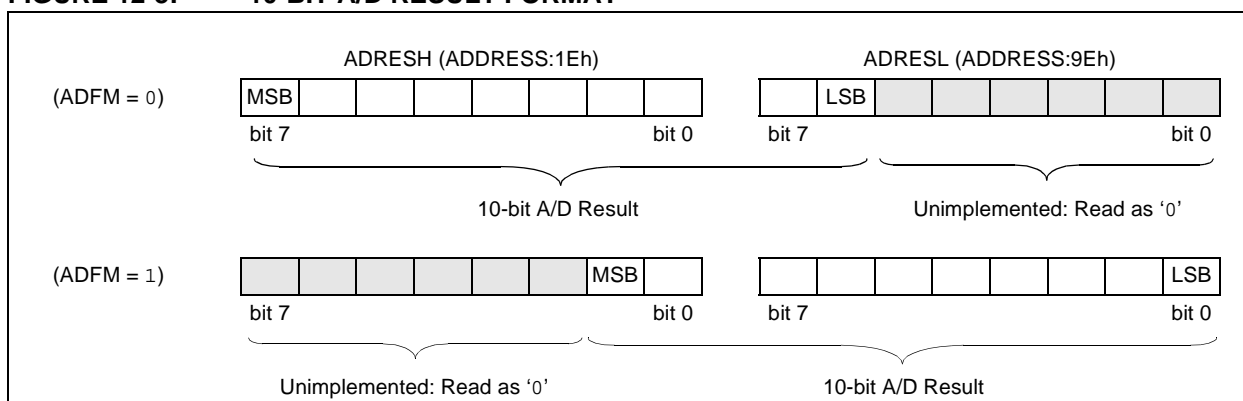 FIGURE 12-3: 10-BIT A/D RESULT FORMAT
ADRESH (ADDRESS:1Eh) ADRESL (ADDRESS:9Eh)
(ADFM = 0) MSB LSB
bit 7 bit 0 bit 7 bit 0
10-bit A/D Result Unimplemented: Read as ‘0’
(ADFM = 1) MSB LSB
bit 7 bit 0 bit 7 bit 0
Unimplemented: Read as ‘0’ 10-bit A/D Result